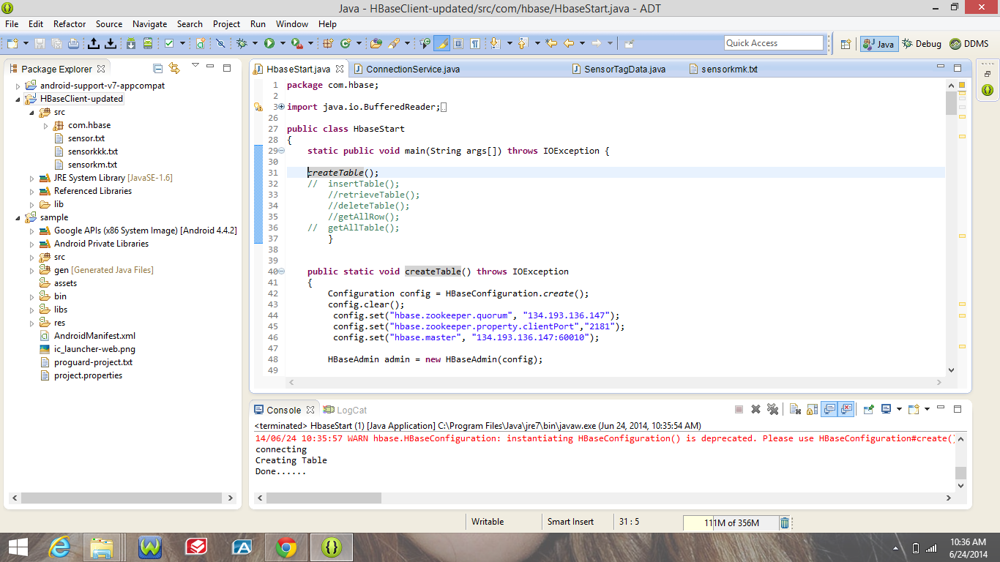 Java - HBaseClient-updated/src/com/hbase/HbaseStart.java - ADT
File Edit Refactor Source Navigate Search Project Run Window Help
Quick Access
Java
Debug
DDMS
Package Explorer
android-support-v7-appcompat
HBaseClient-updated
src
com.hbase
sensor.txt
sensorkkk.txt
sensorkm.txt
JRE System Library [JavaSE-1.6]
Referenced Libraries
lib
sample
Google APIs (x86 System Image) [Android 4.4.2]
Android Private Libraries
src
gen [Generated Java Files]
assets
bin
libs
res
AndroidManifest.xml
ic_launcher-web.png
proguard-project.txt
project.properties
HbaseStart.java
ConnectionService.java
SensorTagData.java
sensorkmk.txt
1 package com.hbase;
2
3 import java.io.BufferedReader;
26
27 public class HbaseStart
28 {
29 static public void main(String args[]) throws IOException {
30
31 createTable();
32 // insertTable();
33 //retrieveTable();
34 //deleteTable();
35 //getAllRow();
36 // getAllTable();
37 }
38
39
40 public static void createTable() throws IOException
41 {
42 Configuration config = HBaseConfiguration.create();
43 config.clear();
44 config.set("hbase.zookeeper.quorum", "134.193.136.147");
45 config.set("hbase.zookeeper.property.clientPort","2181");
46 config.set("hbase.master", "134.193.136.147:60010");
47
48 HBaseAdmin admin = new HBaseAdmin(config);
49
Console
LogCat
<terminated> HbaseStart (1) [Java Application] C:\Program Files\Java\jre7\bin\javaw.exe (Jun 24, 2014, 10:35:54 AM)
14/06/24 10:35:57 WARN hbase.HBaseConfiguration: instantiating HBaseConfiguration() is deprecated. Please use HBaseConfiguration#create()
connecting
Creating Table
Done......
Writable
Smart Insert
31 : 5
111M of 356M
10:36 AM
6/24/2014